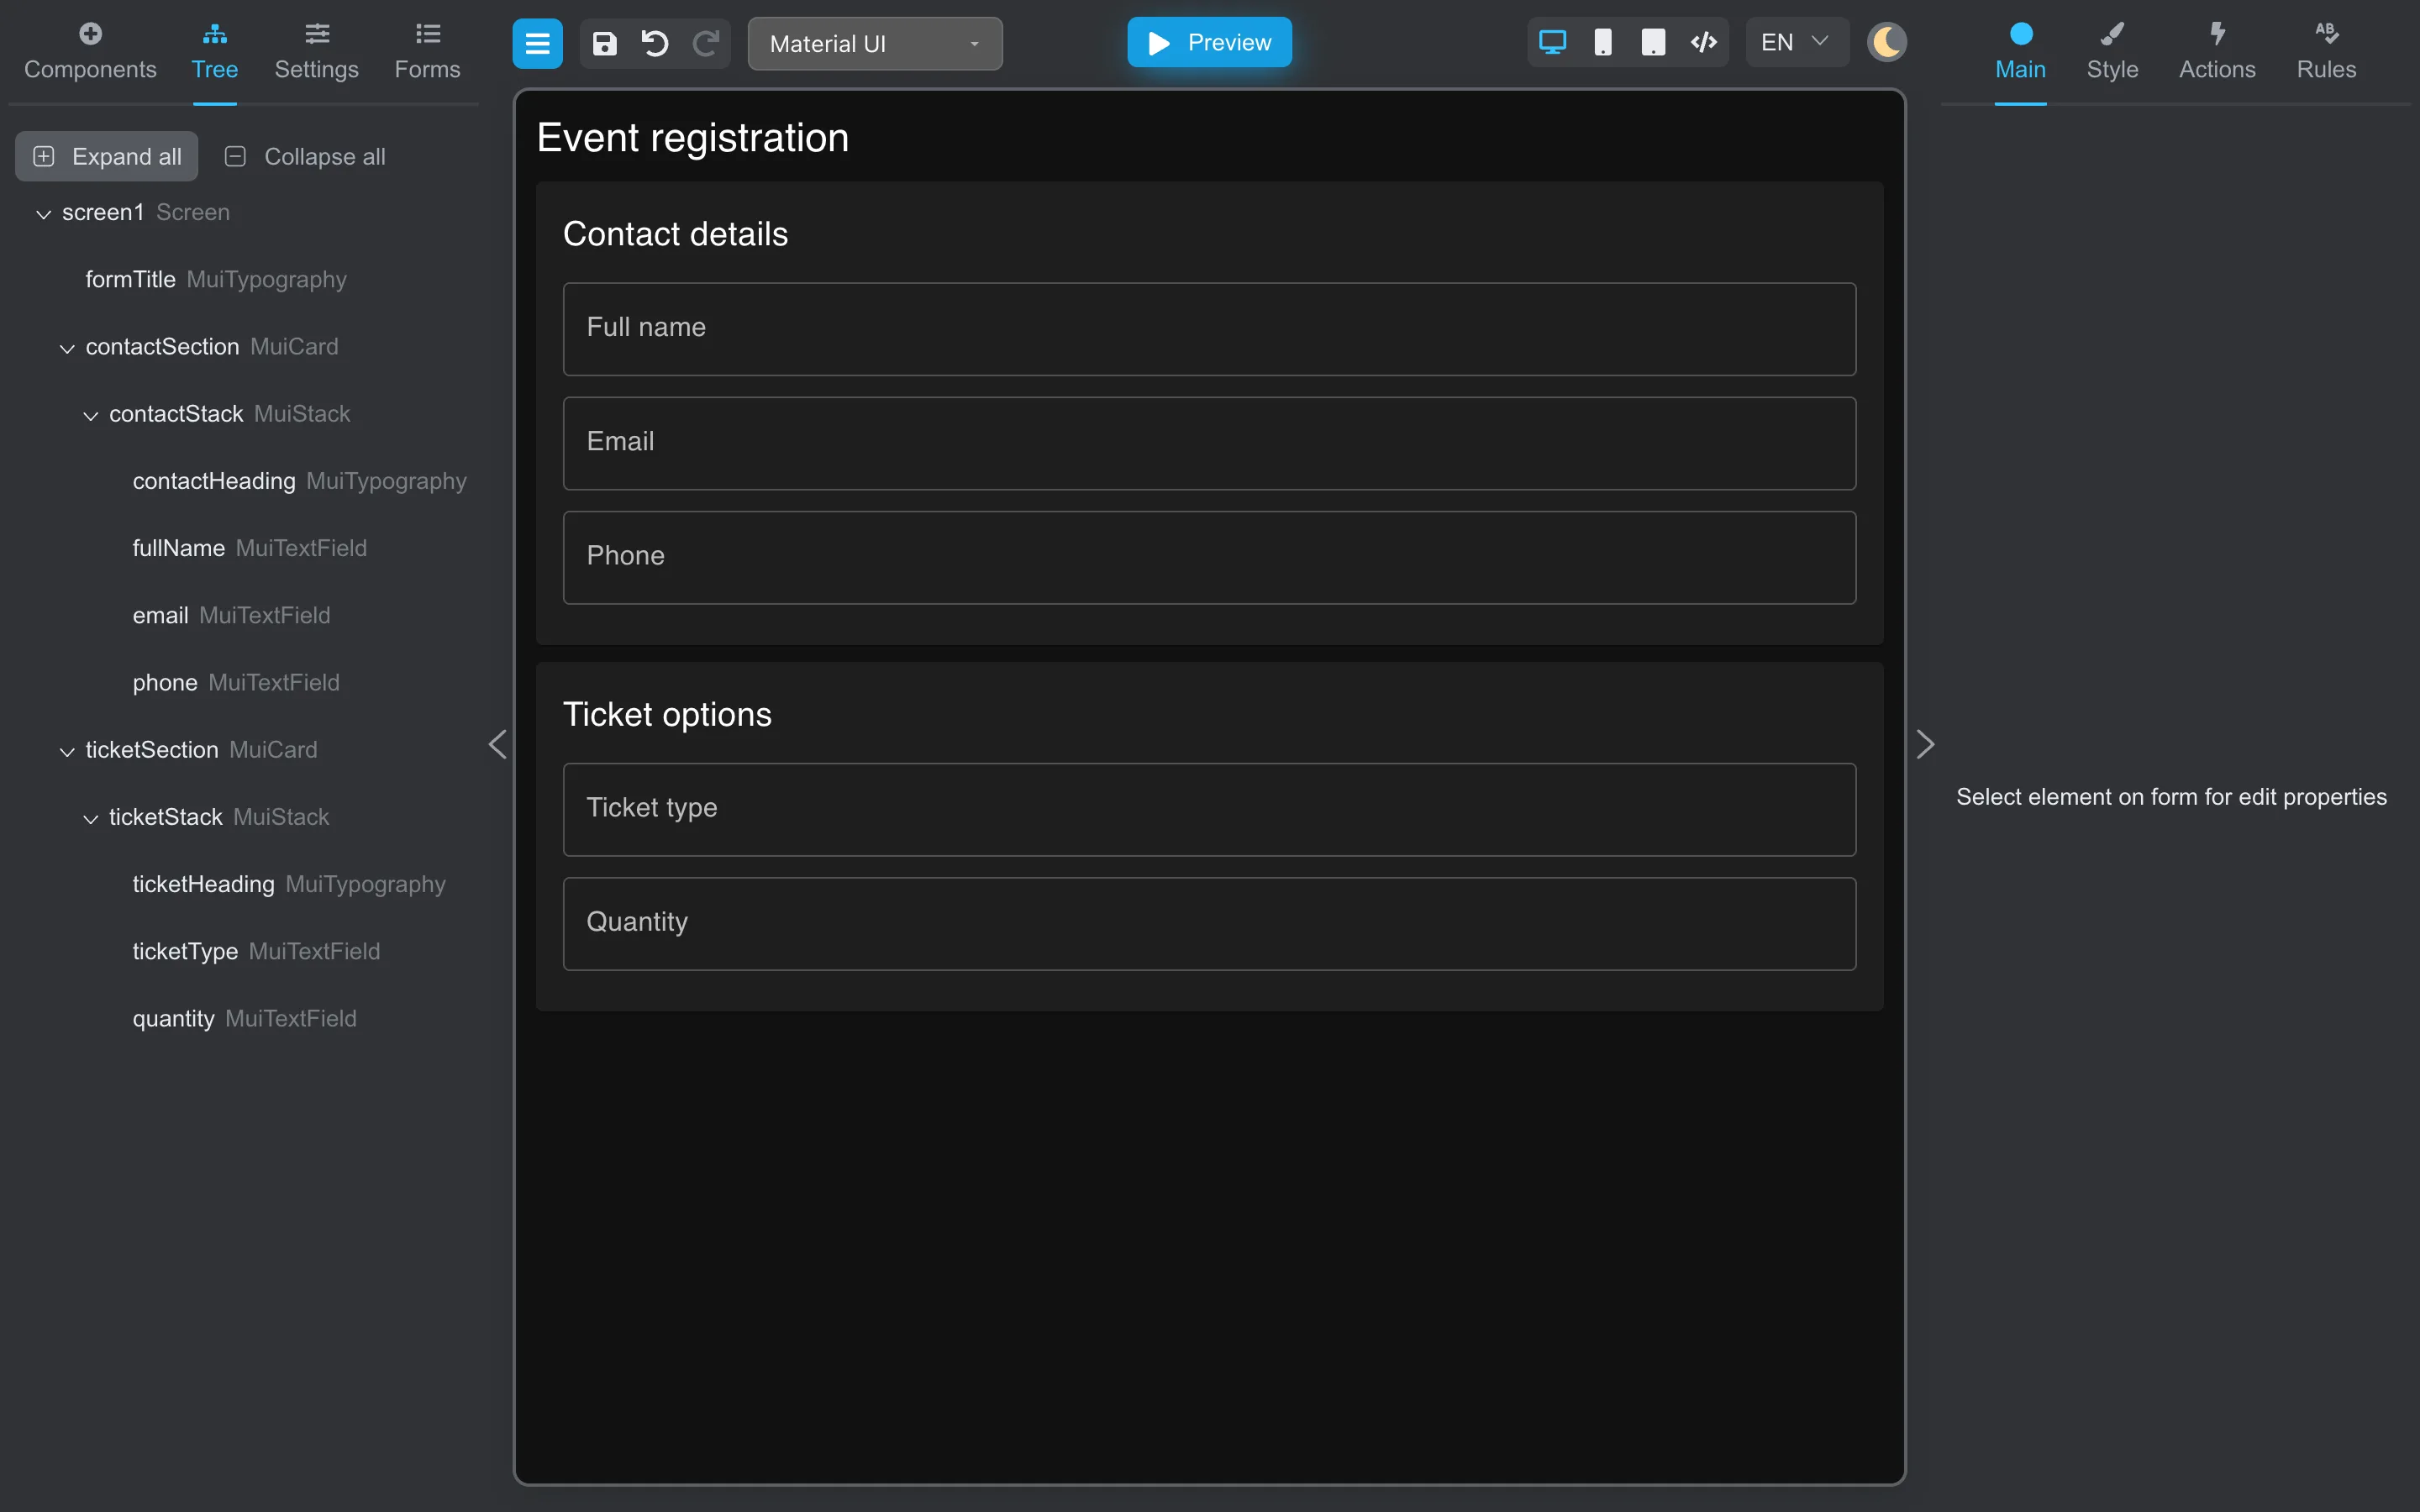 Components
Tree
Settings
Forms
Material UI
Preview
EN
Main
Style
Actions
AB
Rules
Expand all
Collapse all
screen1 Screen
formTitle MuiTypography
contactSection MuiCard
contactStack MuiStack
contactHeading MuiTypography
fullName MuiTextField
email MuiTextField
phone MuiTextField
ticketSection MuiCard
ticketStack MuiStack
ticketHeading MuiTypography
ticketType MuiTextField
quantity MuiTextField
Event registration
Contact details
Full name
Email
Phone
Ticket options
Ticket type
Quantity
Select element on form for edit properties